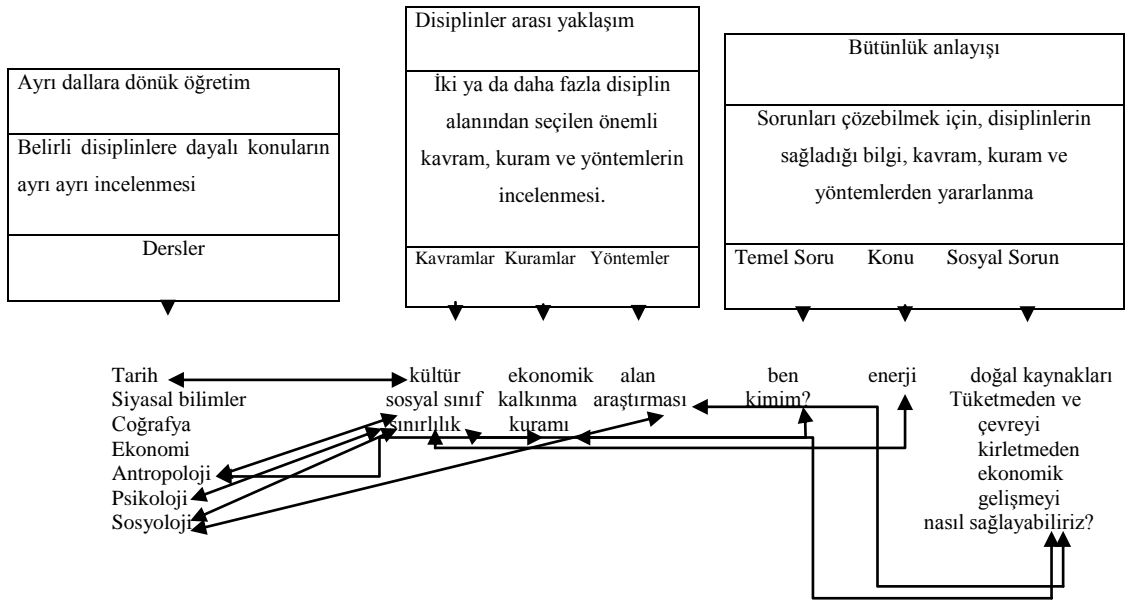 Ayrı dallara dönük öğretim
Belirli disiplinlere dayalı konuların
ayrı ayrı incelenmesi
Dersler
Disiplinler arası yaklaşım
İki ya da daha fazla disiplin
alanından seçilen önemli
kavram, kuram ve yöntemlerin
incelenmesi.
Kavramlar Kuramlar Yöntemler
Bütünlük anlayışı
Sorunları çözebilmek için, disiplinlerin
sağladığı bilgi, kavram, kuram ve
yöntemlerden yararlanma
Temel Soru Konu Sosyal Sorun
Tarih kültür ekonomik alan ben enerji doğal kaynakları
Siyasal bilimler sosyal sınıf kalkınma araştırması kimim? Tüketmeden ve
Coğrafya sınırlılık kuramı çevreyi
Ekonomi kirletmeden
Antropoloji ekonomik
Psikoloji gelişmeyi
Sosyoloji nasıl sağlayabiliriz?